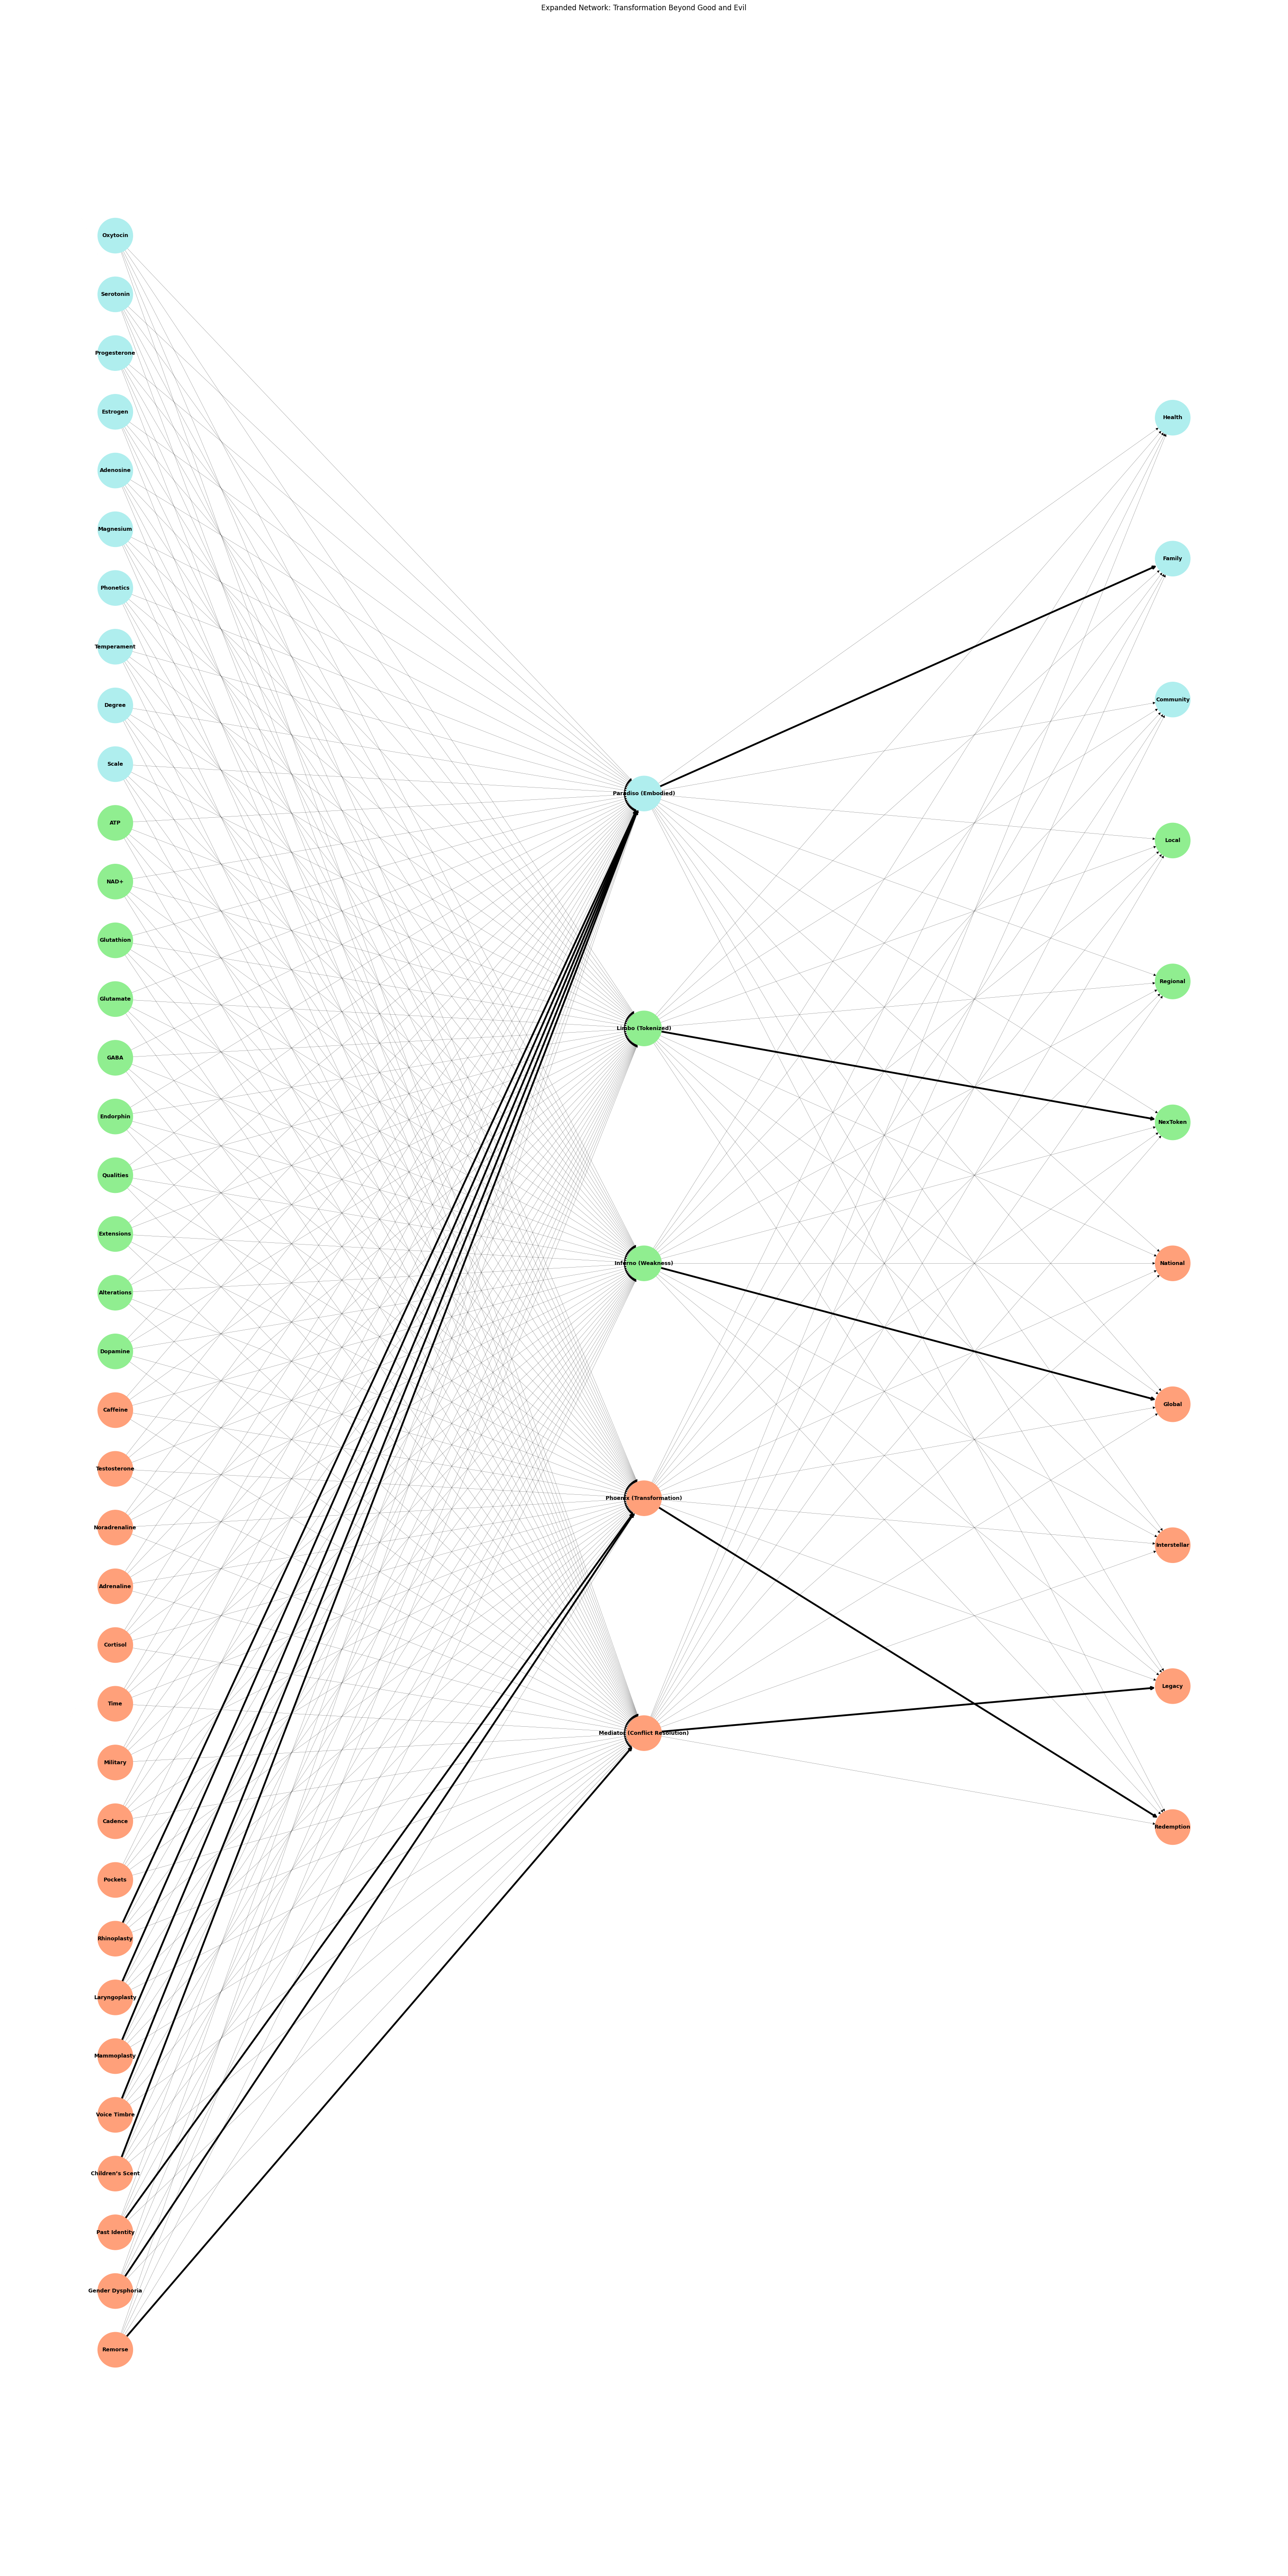 Expanded Network: Transformation Beyond Good and Evil
Oxytocin
Serotonin
Progesterone
Estrogen
Adenosine
Magnesium
Phonetics
Temperament
Degree
Scale
ATP
NAD+
Glutathion
Glutamate
GABA
Endorphin
Qualities
Extensions
Alterations
Dopamine
Caffeine
Testosterone
Noradrenaline
Adrenaline
Cortisol
Time
Military
Cadence
Pockets
Rhinoplasty
Laryngoplasty
Mammoplasty
Voice Timbre
Children's Scent
Past Identity
Gender Dysphoria
Remorse
Paradiso (Embodied)
Limbo (Tokenized)
Inferno (Weakness)
Phoenix (Transformation)
Mediator (Conflict Resolution)
Health
Family
Community
Local
Regional
NexToken
National
Global
Interstellar
Legacy
Redemption